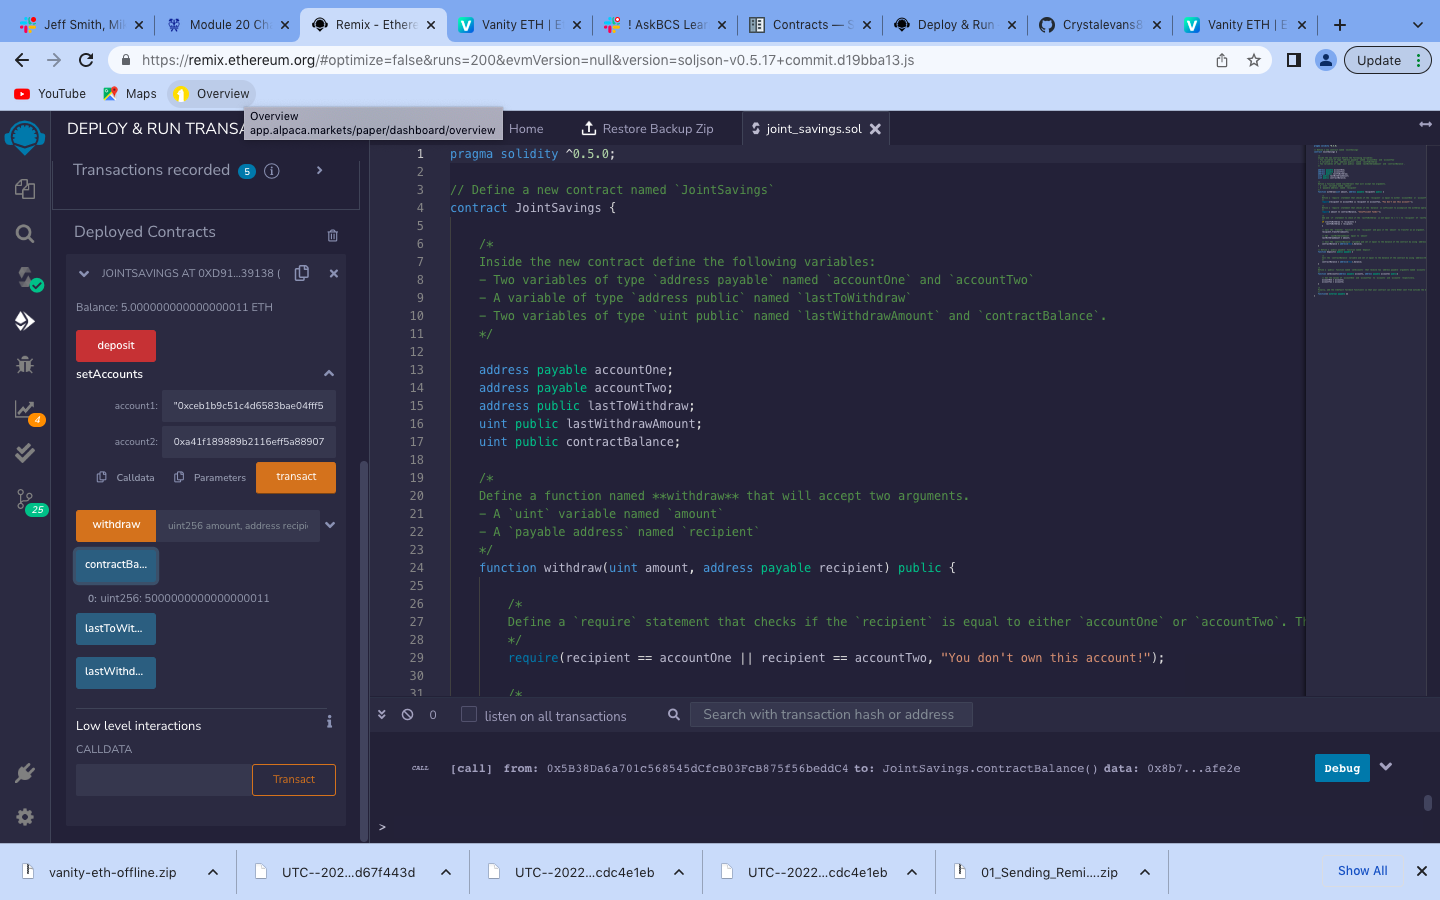 Jeff Smith, Mik
Module 20 Cha
Remix - Ethere
Vanity ETH | E
! AskBCS Lear
Contracts — S
Deploy & Run
Crystalevans8
Vanity ETH | E
https://remix.ethereum.org/#optimize=false&runs=200&evmVersion=null&version=soljson-v0.5.17+commit.d19bba13.js
Update
YouTube
Maps
Overview
Overview
app.alpaca.markets/paper/dashboard/overview
DEPLOY & RUN TRANSA
Home
Restore Backup Zip
joint_savings.sol
Transactions recorded 5
Deployed Contracts
JOINTSAVINGS AT 0XD91...39138 (
Balance: 5.000000000000000011 ETH
deposit
setAccounts
account1: "0xceb1b9c51c4d6583bae04fff5
account2: 0xa41f189889b2116eff5a88907
Calldata
Parameters
transact
withdraw
uint256 amount, address recipi
contractBa...
0: uint256: 5000000000000000011
lastToWit...
lastWithd...
Low level interactions
CALLDATA
Transact
4
25
1 pragma solidity ^0.5.0;
2
3 // Define a new contract named `JointSavings`
4 contract JointSavings {
5
6 /*
7 Inside the new contract define the following variables:
8 - Two variables of type `address payable` named `accountOne` and `accountTwo`
9 - A variable of type `address public` named `lastToWithdraw`
10 - Two variables of type `uint public` named `lastWithdrawAmount` and `contractBalance`.
11 */
12
13 address payable accountOne;
14 address payable accountTwo;
15 address public lastToWithdraw;
16 uint public lastWithdrawAmount;
17 uint public contractBalance;
18
19 /*
20 Define a function named **withdraw** that will accept two arguments.
21 - A `uint` variable named `amount`
22 - A `payable address` named `recipient`
23 */
24 function withdraw(uint amount, address payable recipient) public {
25
26 /*
27 Define a `require` statement that checks if the `recipient` is equal to either `accountOne` or `accountTwo`. Th
28 */
29 require(recipient == accountOne || recipient == accountTwo, "You don't own this account!");
30
31 /*
0
listen on all transactions
Search with transaction hash or address
CALL [call] from: 0x5B38Da6a701c568545dCfcB03FcB875f56beddC4 to: JointSavings.contractBalance() data: 0x8b7...afe2e
Debug
>
vanity-eth-offline.zip
UTC--202...d67f443d
UTC--2022...cdc4e1eb
UTC--2022...cdc4e1eb
01_Sending_Remi....zip
Show All